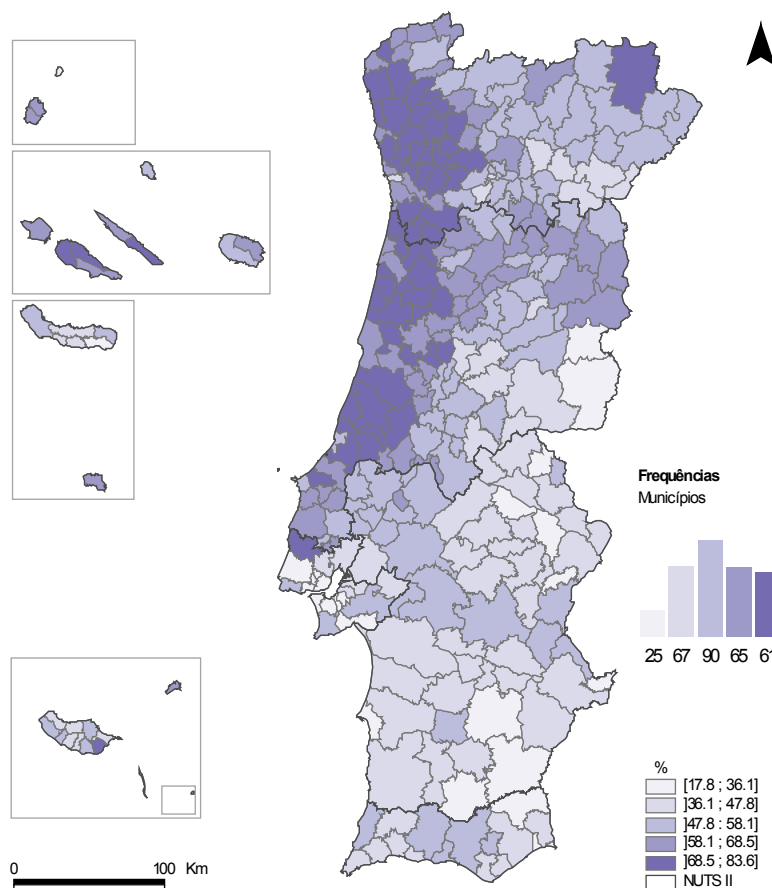 Frequências
Municípios
25 67 90 65 61
%
]17.8 ; 36.1]
]36.1 ; 47.8]
]47.8 : 58.1]
]58.1 ; 68.5]
]68.5 ; 83.6]
NUTS II
0 100 Km